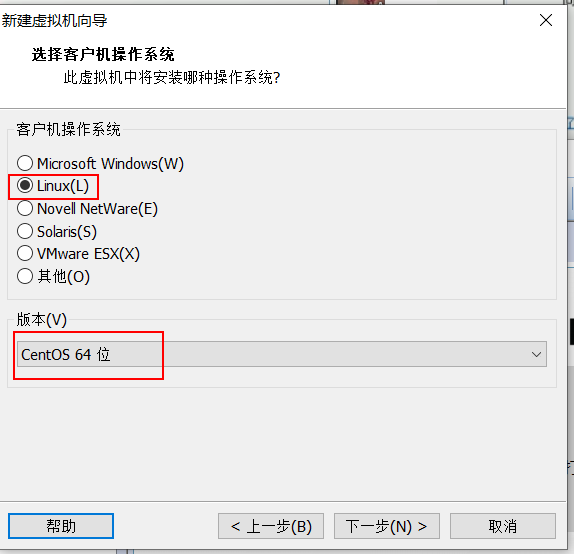 新建虚拟机向导
选择客户机操作系统
此虚拟机中将安装哪种操作系统?
客户机操作系统
Microsoft Windows(W)
Linux(L)
Novell NetWare(E)
Solaris(S)
VMware ESX(X)
其他(O)
版本(V)
CentOS 64 位
帮助
< 上一步(B)
下一步(N) >
取消